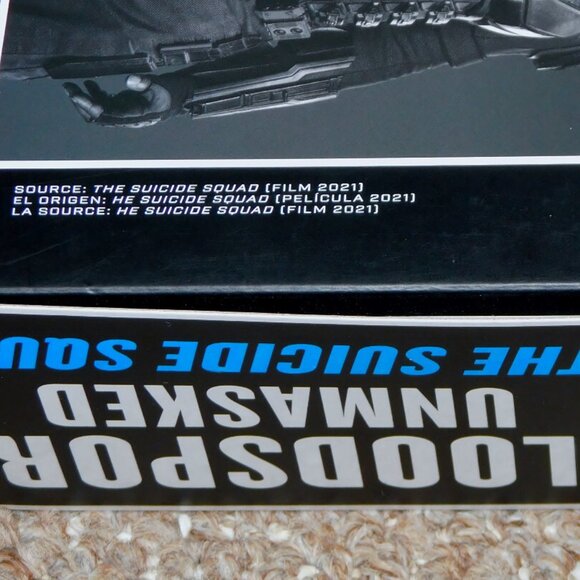 SOURCE: THE SUICIDE SQUAD (FILM 2021)
EL ORIGEN: HE SUICIDE SQUAD (PELÍCULA 2021)
LA SOURCE: HE SUICIDE SQUAD (FILM 2021)
LOODSPOR
UNMASKED
THE SUICIDE SQU